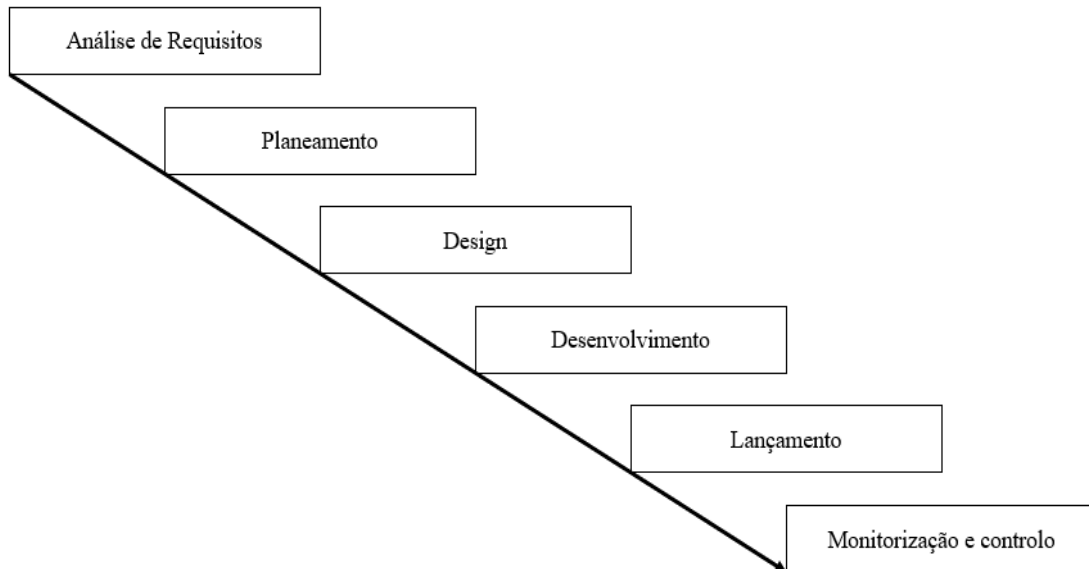 Análise de Requisitos
Planeamento
Design
Desenvolvimento
Lançamento
Monitorização e controlo